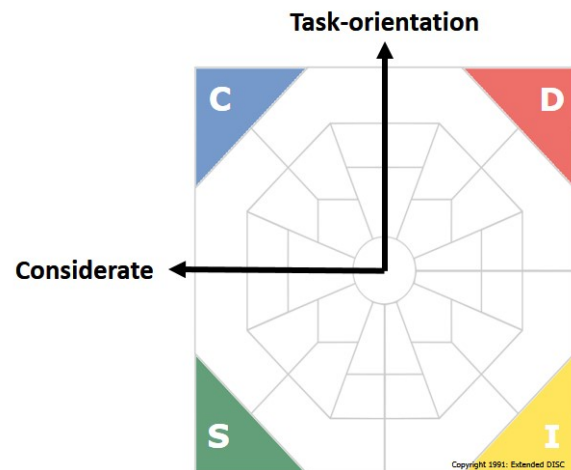 Task-orientation
C
D
Considerate
S
I
Copyright 1991: Extended DISC